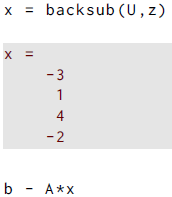 x = backsub(U,z)
x =
-3
1
4
-2
b - A*x